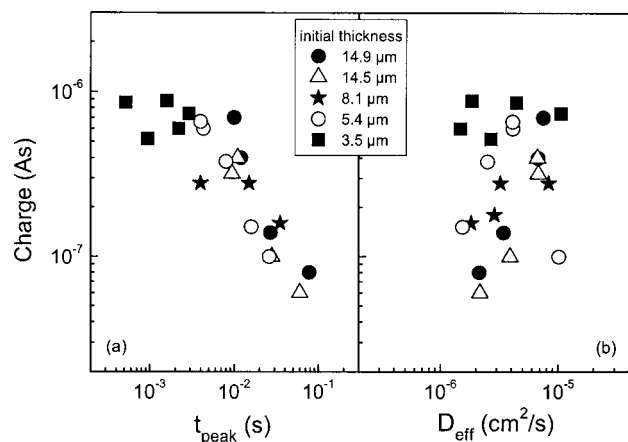 initial thickness
14.9 µm
14.5 µm
8.1 µm
5.4 µm
3.5 µm
Charge (As)
10⁻⁶
10⁻⁷
(a)
(b)
10⁻³ 10⁻² 10⁻¹ 10⁻⁶ 10⁻⁵
t_peak (s) D_eff (cm²/s)